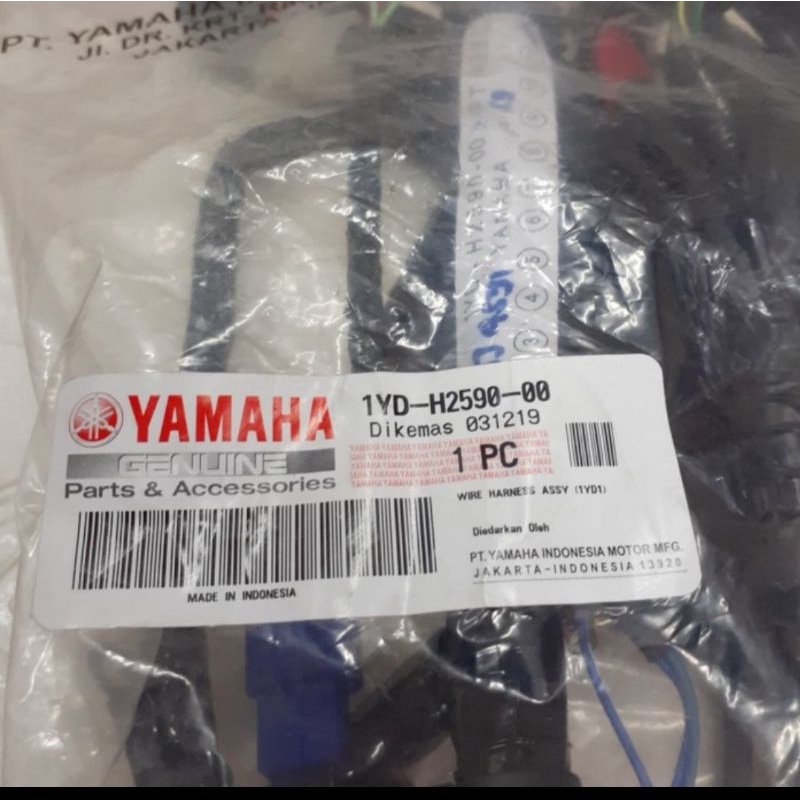 PT. YAMAHA
JL. DR. KRT.
JAKARTA
YAMAHA
GENUINE
Parts & Accessories
1YD-H2590-00
Dikemas 031219
1 PC
WIRE HARNESS ASSY (1YD1)
Diedarkan Oleh
PT. YAMAHA INDONESIA MOTOR MFG.
JAKARTA-INDONESIA 13920
MADE IN INDONESIA